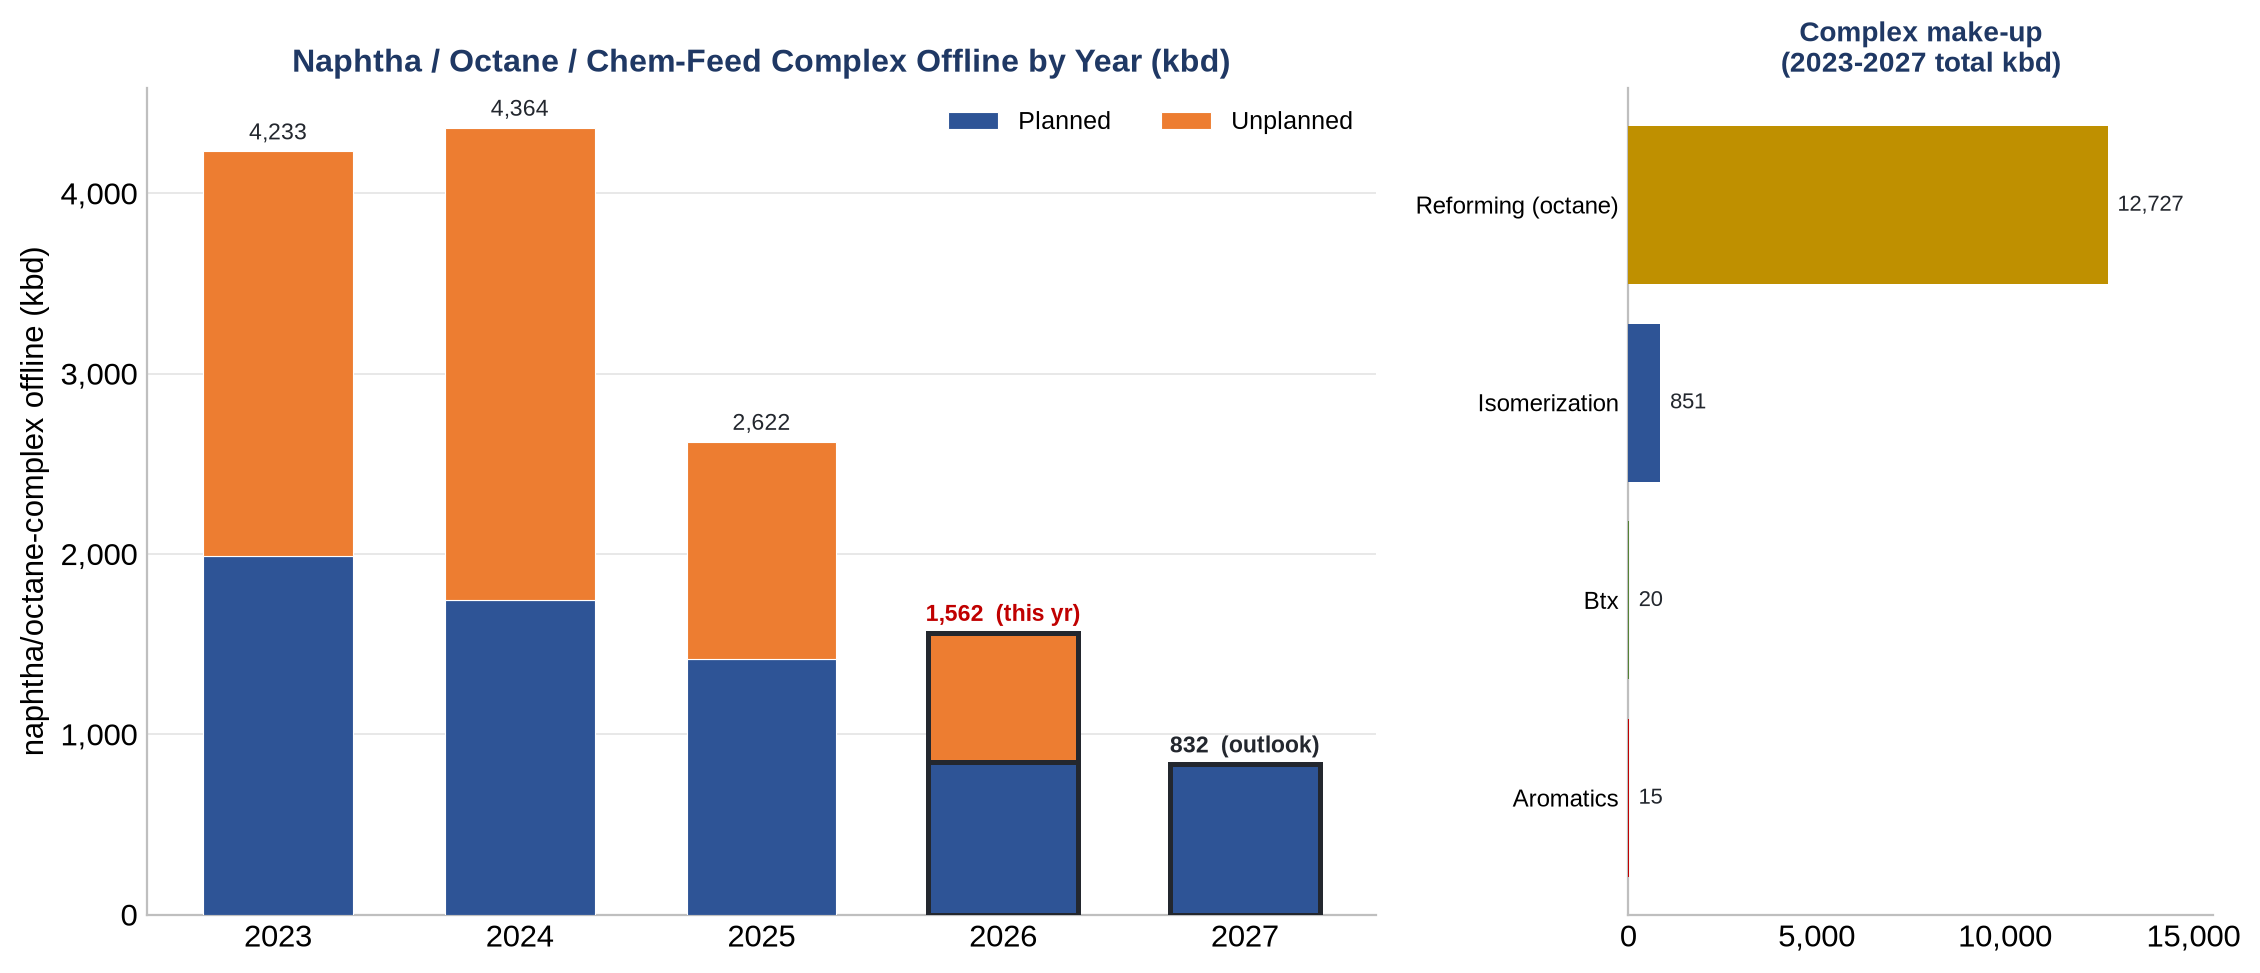 Naphtha / Octane / Chem-Feed Complex Offline by Year (kbd)
Planned
Unplanned
naphtha/octane-complex offline (kbd)
4,000
3,000
2,000
1,000
0
4,233
4,364
2,622
1,562  (this yr)
832  (outlook)
2023
2024
2025
2026
2027
Complex make-up
(2023-2027 total kbd)
Reforming (octane)
12,727
Isomerization
851
Btx
20
Aromatics
15
0
5,000
10,000
15,000